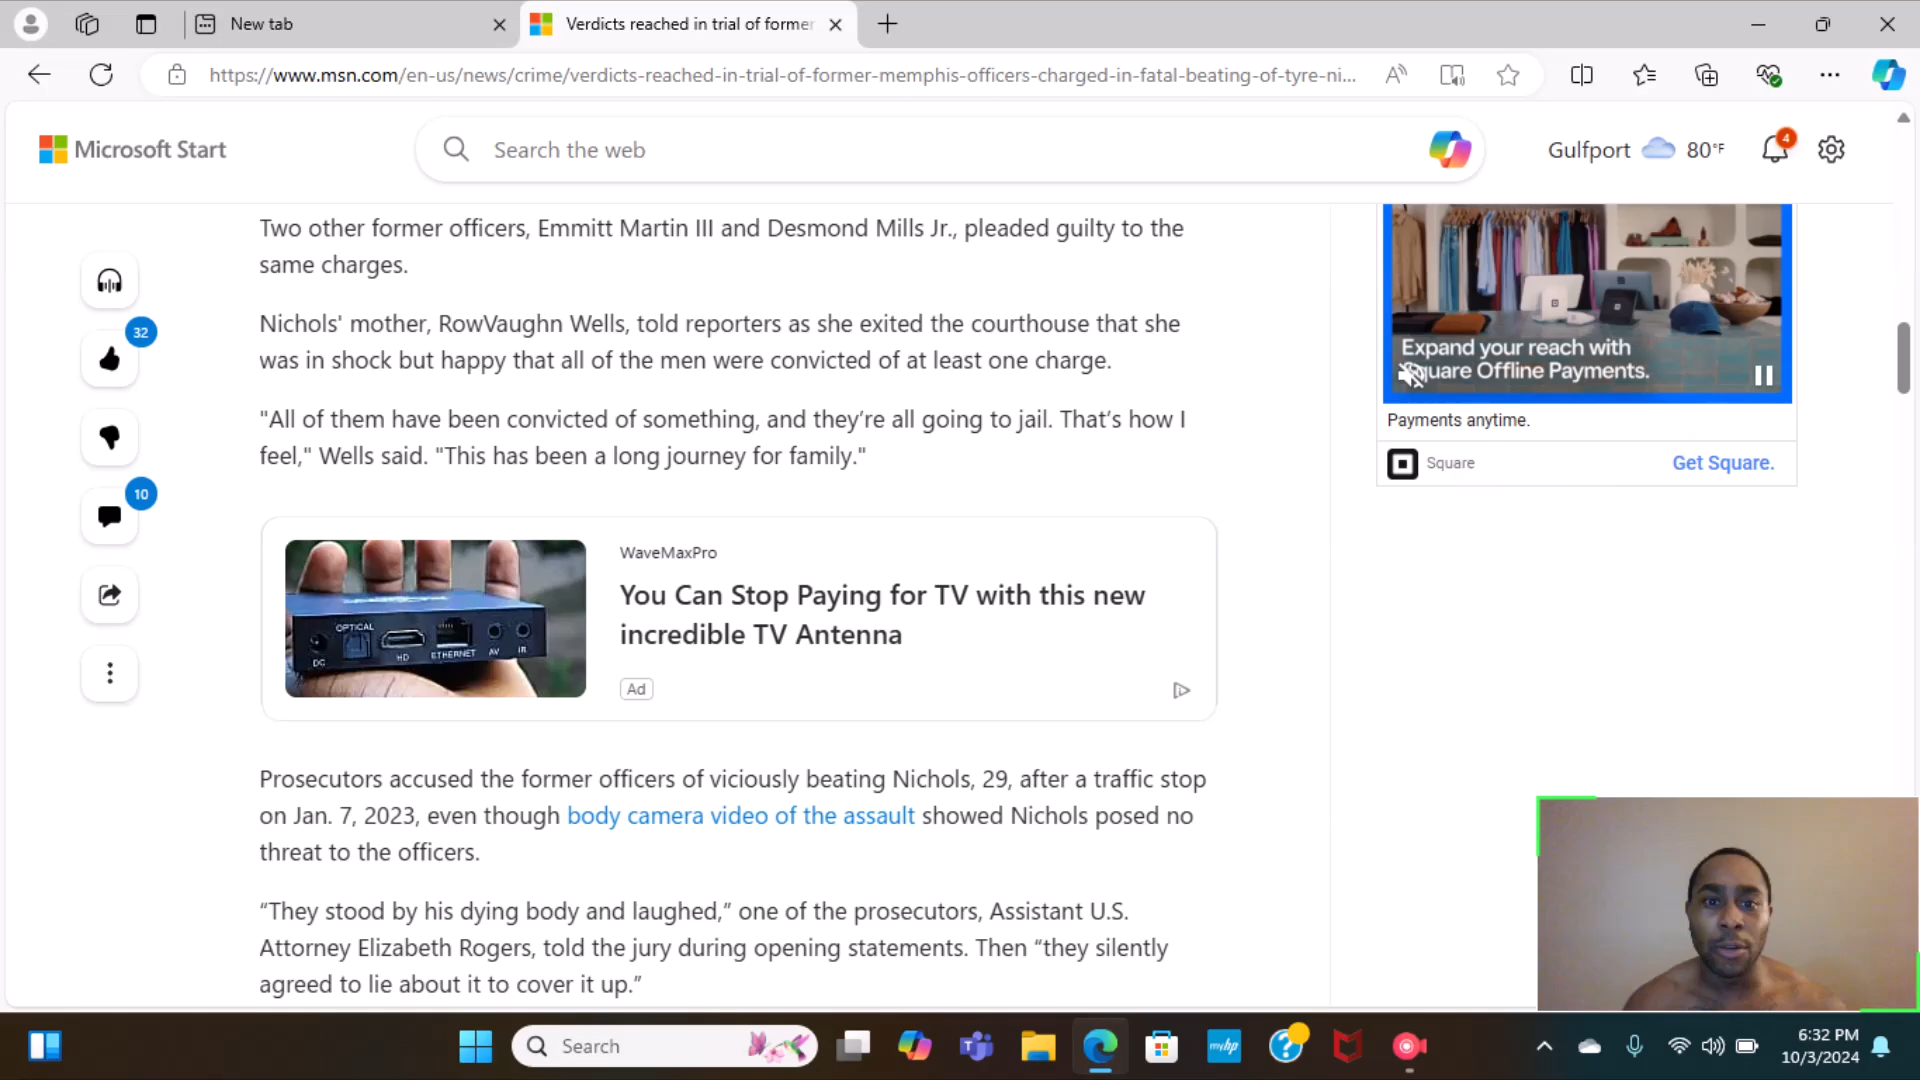 New tab
Verdicts reached in trial of former
https://www.msn.com/en-us/news/crime/verdicts-reached-in-trial-of-former-memphis-officers-charged-in-fatal-beating-of-tyre-ni...
Microsoft Start
Search the web
Gulfport
80°F
4
Two other former officers, Emmitt Martin III and Desmond Mills Jr., pleaded guilty to the
same charges.
32
Nichols' mother, RowVaughn Wells, told reporters as she exited the courthouse that she
was in shock but happy that all of the men were convicted of at least one charge.
"All of them have been convicted of something, and they’re all going to jail. That’s how I
feel," Wells said. "This has been a long journey for family."
10
Expand your reach with
Square Offline Payments.
Payments anytime.
Square
Get Square.
OPTICAL
DC
HD
ETHERNET
AV
IR
WaveMaxPro
You Can Stop Paying for TV with this new
incredible TV Antenna
Ad
Prosecutors accused the former officers of viciously beating Nichols, 29, after a traffic stop
on Jan. 7, 2023, even though body camera video of the assault showed Nichols posed no
threat to the officers.
“They stood by his dying body and laughed,” one of the prosecutors, Assistant U.S.
Attorney Elizabeth Rogers, told the jury during opening statements. Then “they silently
agreed to lie about it to cover it up.”
Search
myhp
6:32 PM
10/3/2024